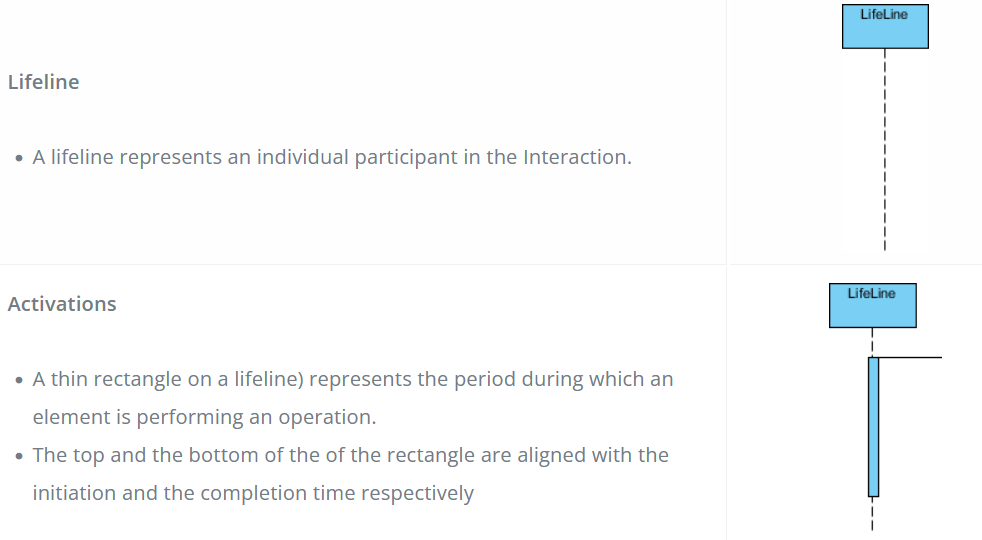 LifeLine
Lifeline
• A lifeline represents an individual participant in the Interaction.
Activations
LifeLine
• A thin rectangle on a lifeline) represents the period during which an
element is performing an operation.
• The top and the bottom of the of the rectangle are aligned with the
initiation and the completion time respectively